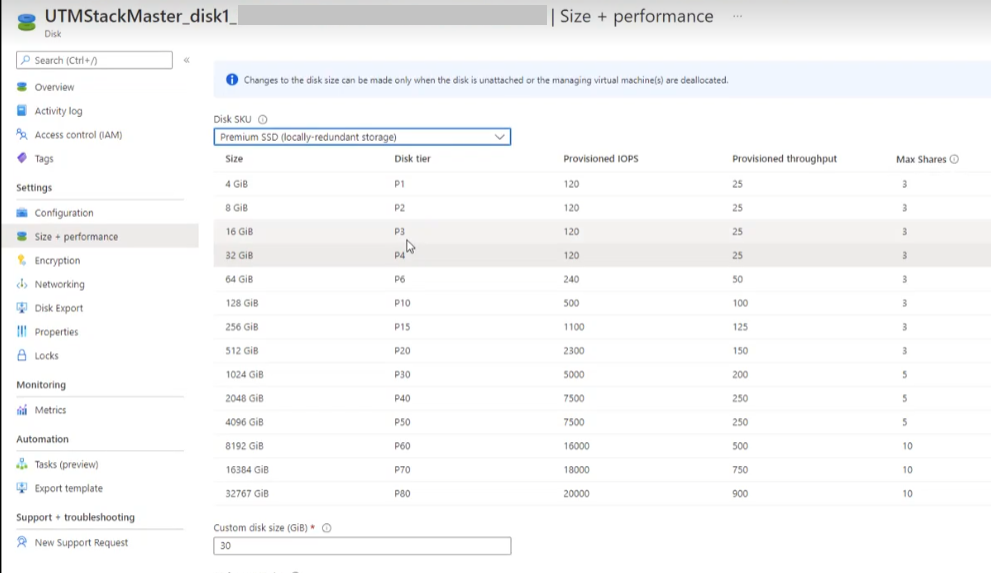 UTMStackMaster_disk1_ | Size + performance ...
Disk
Search (Ctrl+/) «
Overview
Activity log
Access control (IAM)
Tags
Settings
Configuration
Size + performance
Encryption
Networking
Disk Export
Properties
Locks
Monitoring
Metrics
Automation
Tasks (preview)
Export template
Support + troubleshooting
New Support Request
Changes to the disk size can be made only when the disk is unattached or the managing virtual machine(s) are deallocated.
Disk SKU
Premium SSD (locally-redundant storage)
Size Disk tier Provisioned IOPS Provisioned throughput Max Shares
4 GiB P1 120 25 3
8 GiB P2 120 25 3
16 GiB P3 120 25 3
32 GiB P4 120 25 3
64 GiB P6 240 50 3
128 GiB P10 500 100 3
256 GiB P15 1100 125 3
512 GiB P20 2300 150 3
1024 GiB P30 5000 200 5
2048 GiB P40 7500 250 5
4096 GiB P50 7500 250 5
8192 GiB P60 16000 500 10
16384 GiB P70 18000 750 10
32767 GiB P80 20000 900 10
Custom disk size (GiB) *
30